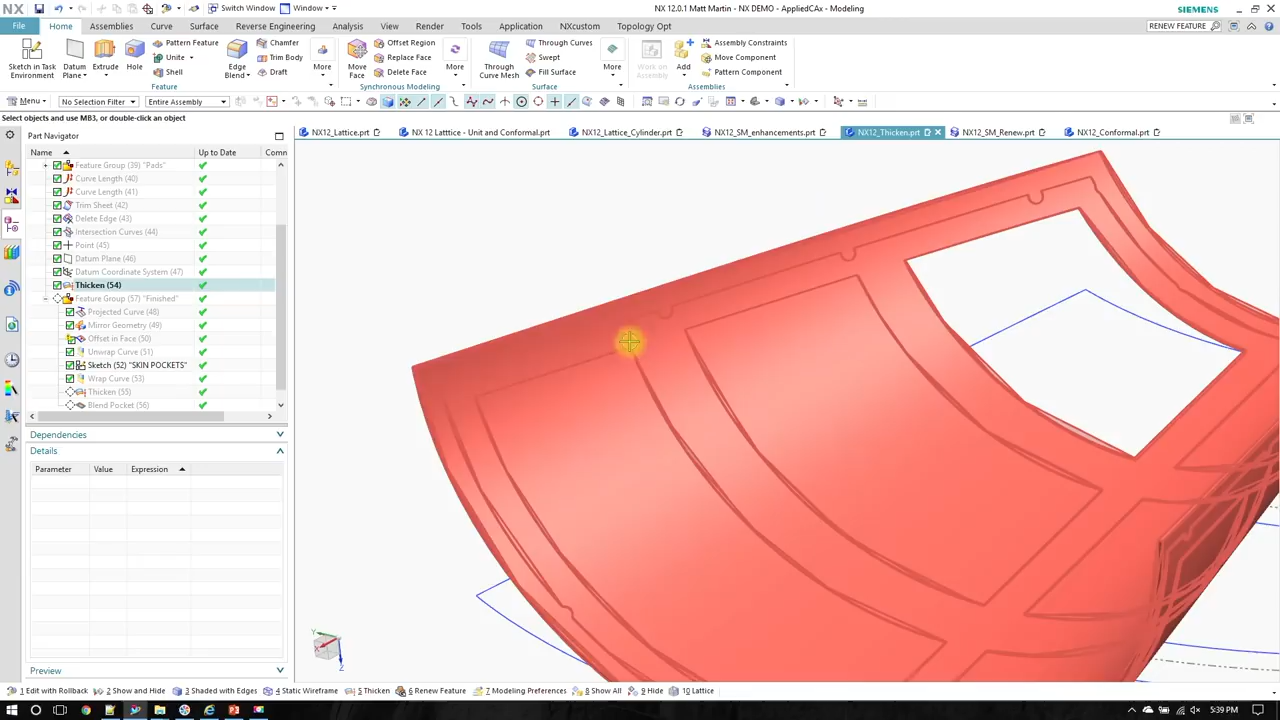 NX
Switch Window
Window
NX 12.0.1 Matt Martin - NX DEMO - AppliedCAx - Modeling
SIEMENS
File
Home
Assemblies
Curve
Surface
Reverse Engineering
Analysis
View
Render
Tools
Application
NXcustom
Topology Opt
RENEW FEATURE
Sketch in Task Environment
Datum Plane
Extrude
Hole
Pattern Feature
Unite
Shell
Edge Blend
Chamfer
Trim Body
Draft
More
Move Face
Offset Region
Replace Face
Delete Face
More
Through Curve Mesh
Through Curves
Swept
Fill Surface
More
Work on Assembly
Add
Assembly Constraints
Move Component
Pattern Component
Feature
Synchronous Modeling
Surface
Assemblies
Menu
No Selection Filter
Entire Assembly
Select objects and use MB3, or double-click an object
Part Navigator
NX12_Lattice.prt
NX 12 Latttice - Unit and Conformal.prt
NX12_Lattice_Cylinder.prt
NX12_SM_enhancements.prt
NX12_Thicken.prt
NX12_SM_Renew.prt
NX12_Conformal.prt
Name
Up to Date
Comn
Feature Group (39) "Pads"
Curve Length (40)
Curve Length (41)
Trim Sheet (42)
Delete Edge (43)
Intersection Curves (44)
Point (45)
Datum Plane (46)
Datum Coordinate System (47)
Thicken (54)
Feature Group (57) "Finished"
Projected Curve (48)
Mirror Geometry (49)
Offset in Face (50)
Unwrap Curve (51)
Sketch (52) "SKIN POCKETS"
Wrap Curve (53)
Thicken (55)
Blend Pocket (56)
Dependencies
Details
Parameter
Value
Expression
Preview
Y
X
Z
1 Edit with Rollback
2 Show and Hide
3 Shaded with Edges
4 Static Wireframe
5 Thicken
6 Renew Feature
7 Modeling Preferences
8 Show All
9 Hide
10 Lattice
5:39 PM